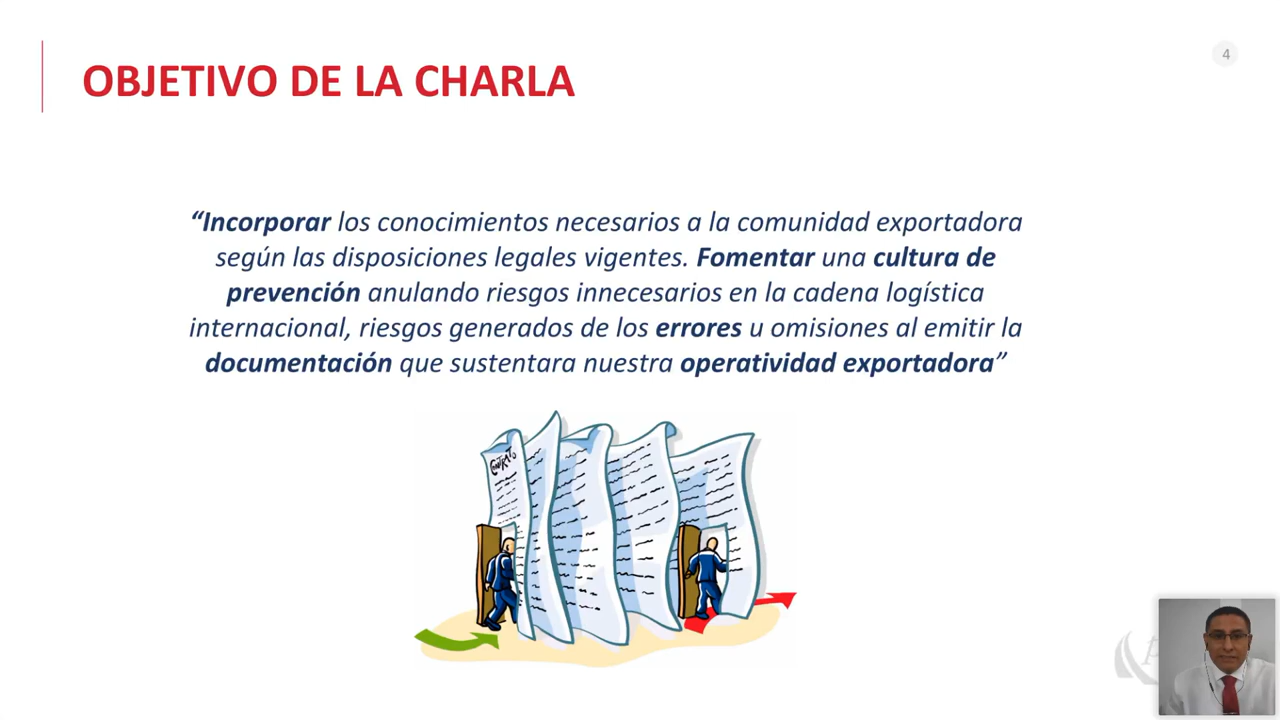 4
OBJETIVO DE LA CHARLA
“Incorporar los conocimientos necesarios a la comunidad exportadora
según las disposiciones legales vigentes. Fomentar una cultura de
prevención anulando riesgos innecesarios en la cadena logística
internacional, riesgos generados de los errores u omisiones al emitir la
documentación que sustentara nuestra operatividad exportadora”
CONTRATO